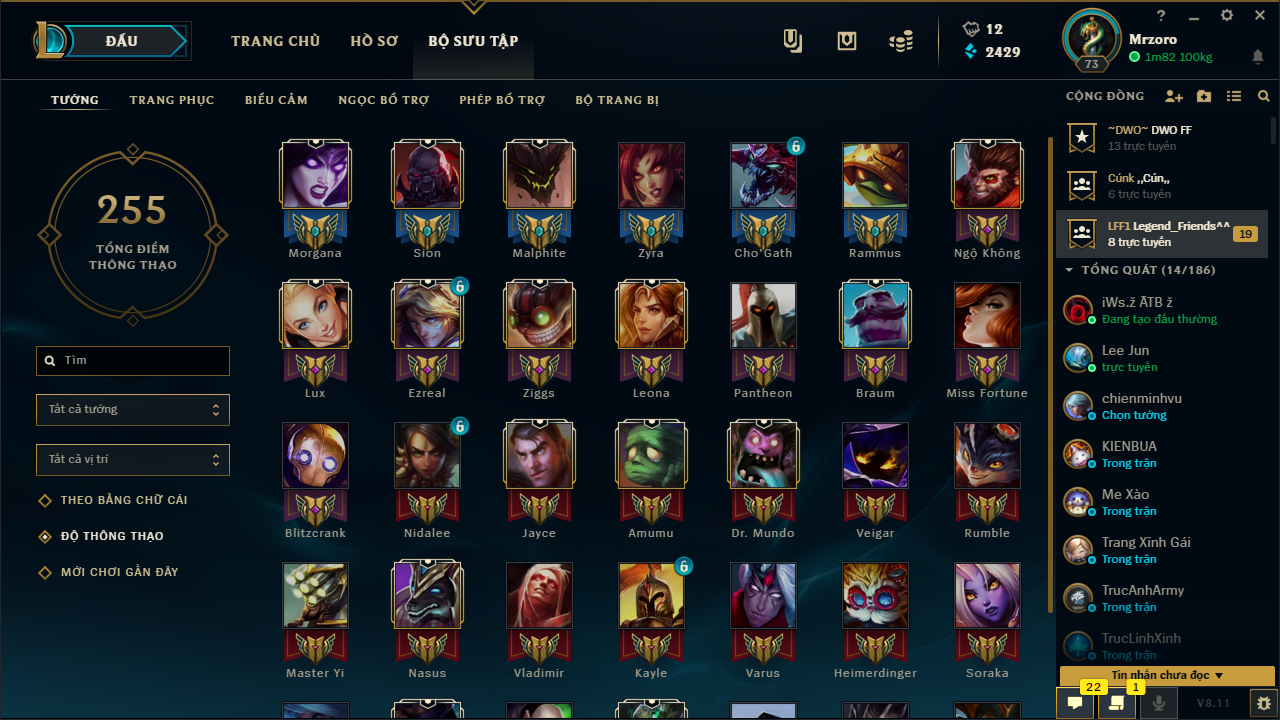 ĐẤU
TRANG CHỦ
HỒ SƠ
BỘ SƯU TẬP
12
2429
?
73
Mrzoro
1m82 100kg
TƯỚNG
TRANG PHỤC
BIỂU CẢM
NGỌC BỔ TRỢ
PHÉP BỔ TRỢ
BỘ TRANG BỊ
255
TỔNG ĐIỂM
THÔNG THẠO
Tìm
Tất cả tướng
Tất cả vị trí
THEO BẢNG CHỮ CÁI
ĐỘ THÔNG THẠO
MỚI CHƠI GẦN ĐÂY
6
Morgana
Sion
Malphite
Zyra
Cho'Gath
Rammus
Ngộ Không
6
Lux
Ezreal
Ziggs
Leona
Pantheon
Braum
Miss Fortune
6
Blitzcrank
Nidalee
Jayce
Amumu
Dr. Mundo
Veigar
Rumble
6
Master Yi
Nasus
Vladimir
Kayle
Varus
Heimerdinger
Soraka
CỘNG ĐỒNG
~DWO~ DWO FF
13 trực tuyến
Cúnk ,,Cún,,
6 trực tuyến
LFF1 Legend_Friends^^
8 trực tuyến
19
TỔNG QUÁT (14/186)
iWs.ž ÃTB ž
Đang tạo đấu thường
Lee Jun
trực tuyến
chienminhvu
Chọn tướng
KIENBUA
Trong trận
Me Xào
Trong trận
Trang Xĩnh Gái
Trong trận
TrucAnhArmy
Trong trận
TrucLinhXinh
Trong trận
Tin nhắn chưa đọc
22
1
V8.11